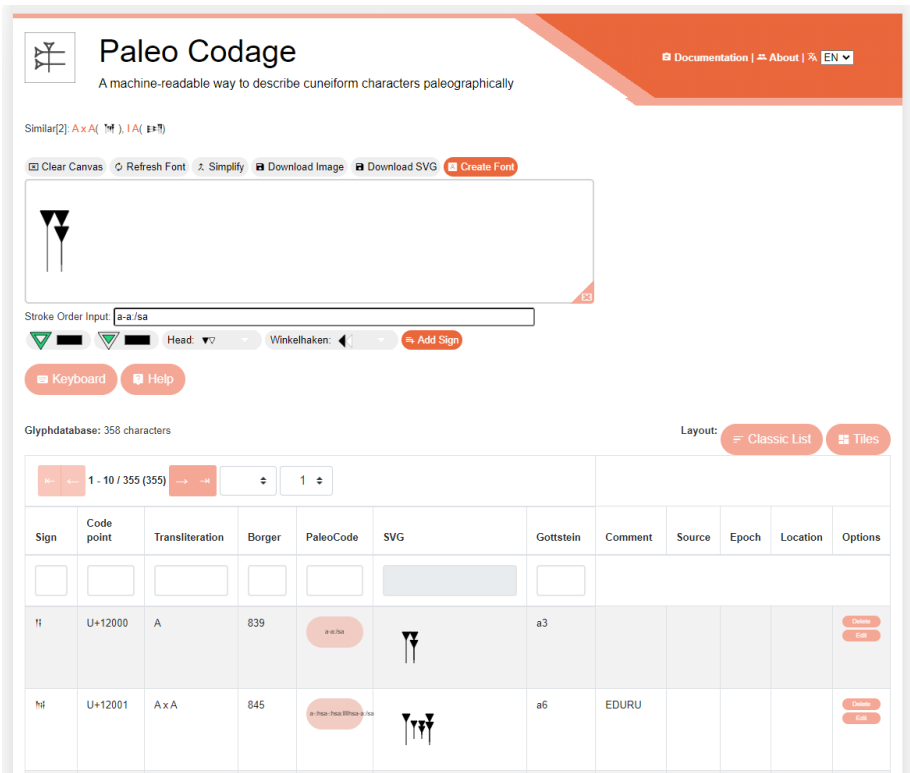 Paleo Codage
A machine-readable way to describe cuneiform characters paleographically
Documentation | About | EN
Similar[2]: A x A( ), I A( )
Clear Canvas Refresh Font Simplify Download Image Download SVG Create Font
Stroke Order Input: a-a:/sa
Head: Winkelhaken: Add Sign
Keyboard Help
Glyphdatabase: 358 characters
Layout: Classic List Tiles
1 - 10 / 355 (355) 1
Sign Code point Transliteration Borger PaleoCode SVG Gottstein Comment Source Epoch Location Options
U+12000 A 839 a-a:/sa a3 Delete Edit
U+12001 A x A 845 a6 EDURU Delete Edit